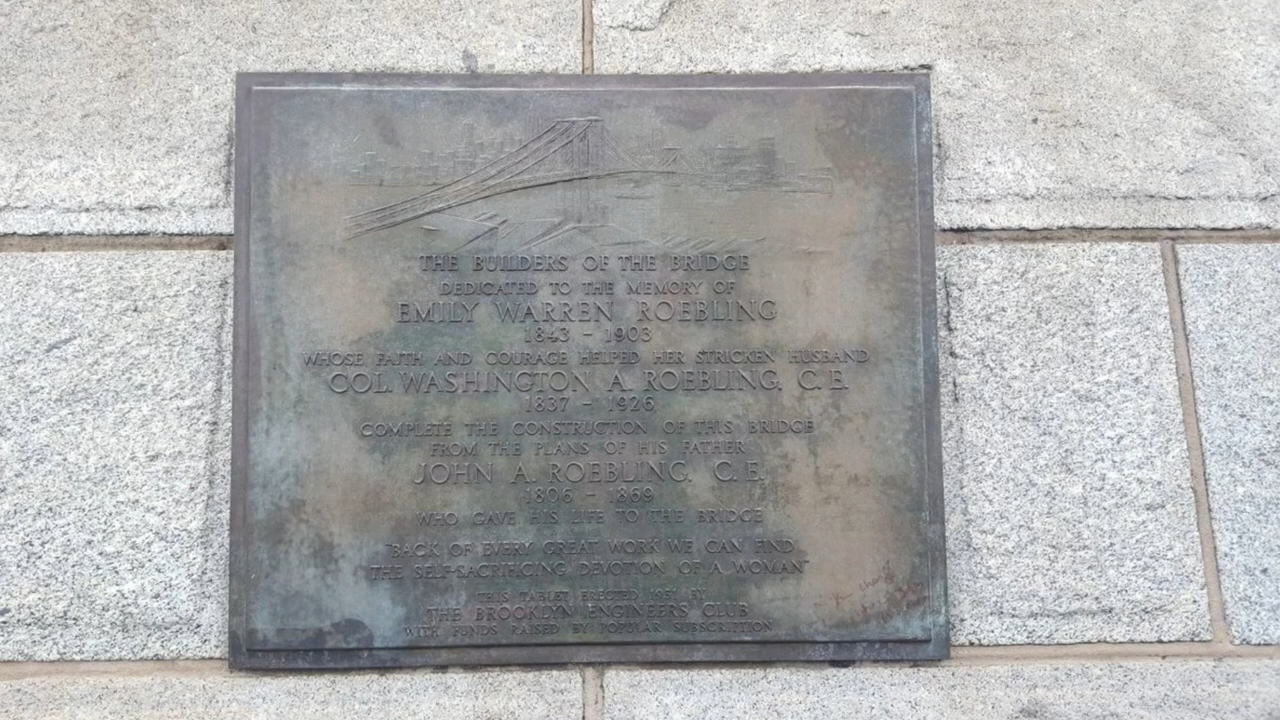 THE BUILDERS OF THE BRIDGE
DEDICATED TO THE MEMORY OF
EMILY WARREN ROEBLING
1843 - 1903
WHOSE FAITH AND COURAGE HELPED HER STRICKEN HUSBAND
COL. WASHINGTON A. ROEBLING, C.E.
1837 - 1926
COMPLETE THE CONSTRUCTION OF THIS BRIDGE
FROM THE PLANS OF HIS FATHER
JOHN A. ROEBLING, C.E.
1806 - 1869
WHO GAVE HIS LIFE TO THE BRIDGE
"BACK OF EVERY GREAT WORK WE CAN FIND
THE SELF-SACRIFICING DEVOTION OF A WOMAN"
THIS TABLET ERECTED 1951 BY
THE BROOKLYN ENGINEERS CLUB
WITH FUNDS RAISED BY POPULAR SUBSCRIPTION